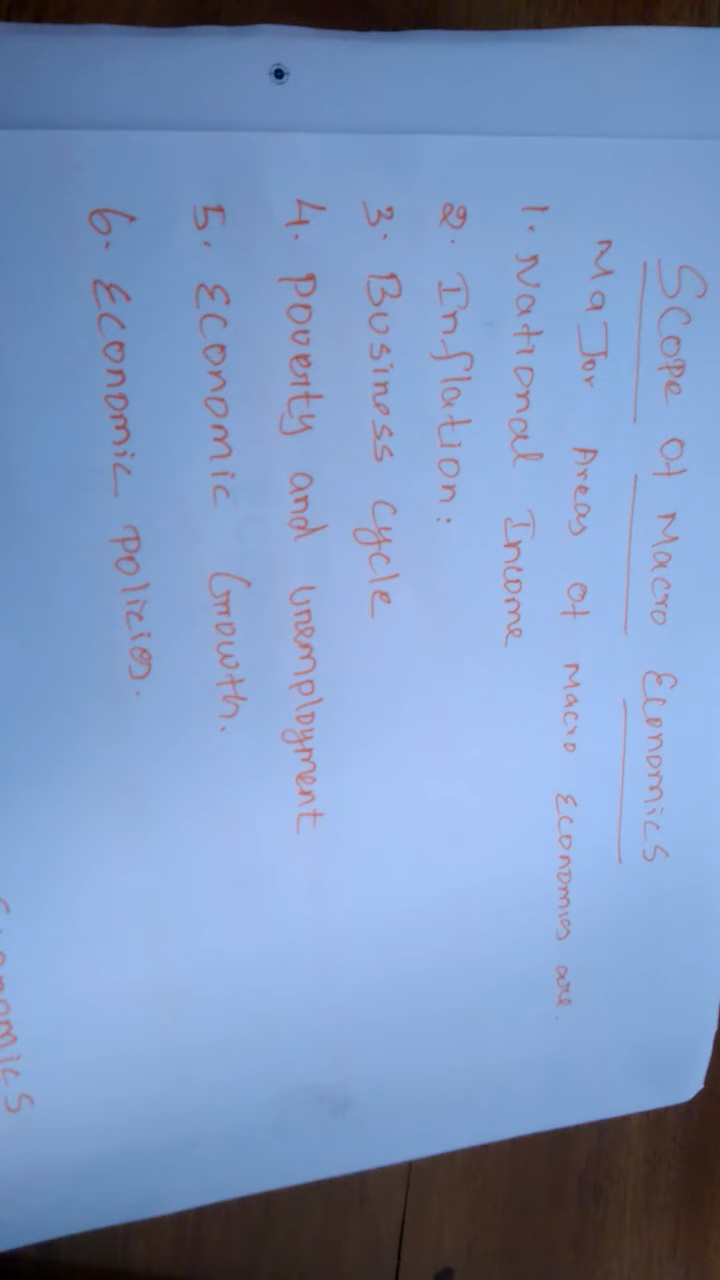 Scope Of Macro Economics
Major Areas Of Macro Economics are.
1. National Income
2. Inflation:
3. Business Cycle
4. Poverty and Unemployment
5. Economic Growth.
6. Economic Policies.